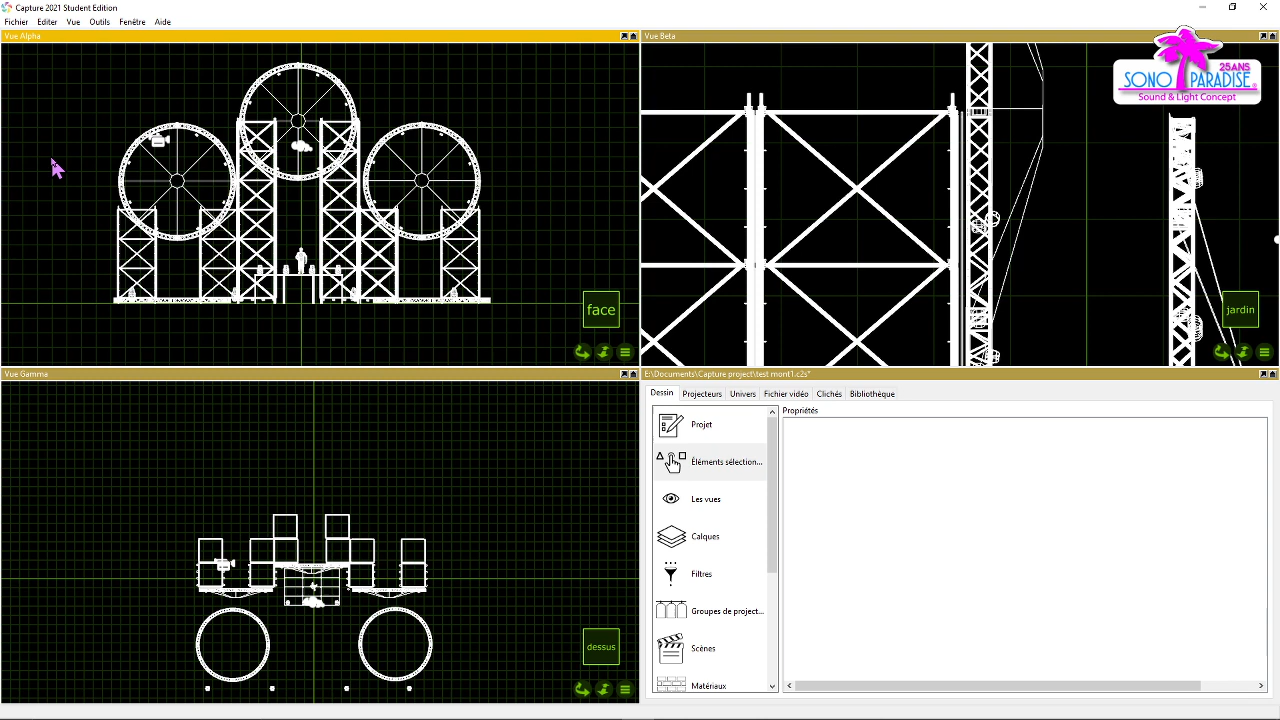 Capture 2021 Student Edition
Fichier Editer Vue Outils Fenêtre Aide
Vue Alpha
Vue Beta
25ANS
SONO PARADISE®
Sound & Light Concept
face
jardin
Vue Gamma
E:\Documents\Capture project\test mont1.c2s*
Dessin Projecteurs Univers Fichier vidéo Clichés Bibliothèque
Propriétés
Projet
Éléments sélection...
Les vues
Calques
Filtres
Groupes de project...
Scènes
Matériaux
dessus